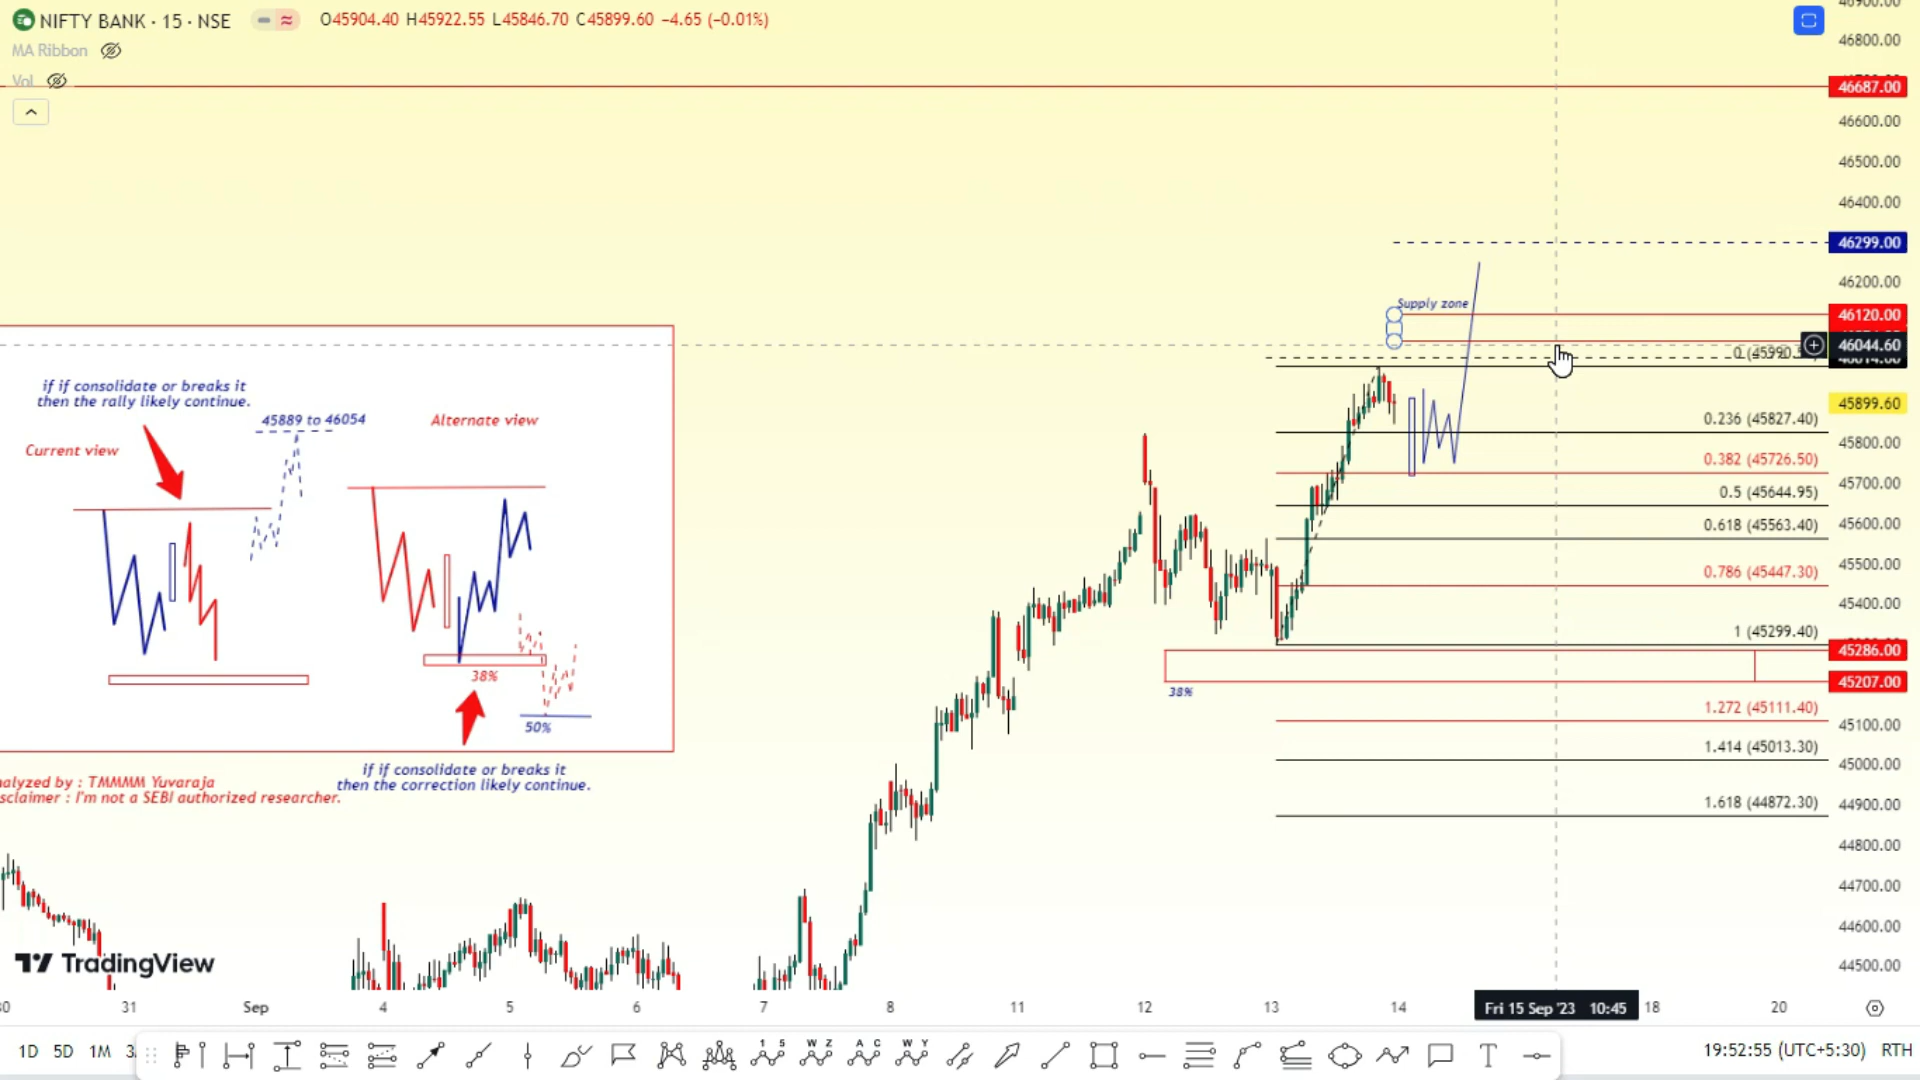 NIFTY BANK · 15 · NSE
O45904.40 H45922.55 L45846.70 C45899.60 −4.65 (−0.01%)
MA Ribbon
Vol
46800.00
46687.00
46600.00
46500.00
46400.00
46299.00
46200.00
46120.00
46044.60
45899.60
45800.00
45700.00
45600.00
45500.00
45400.00
45286.00
45207.00
45100.00
45000.00
44900.00
44800.00
44700.00
44600.00
44500.00
Supply zone
0.236 (45827.40)
0.382 (45726.50)
0.5 (45644.95)
0.618 (45563.40)
0.786 (45447.30)
1 (45299.40)
1.272 (45111.40)
1.414 (45013.30)
1.618 (44872.30)
38%
if if consolidate or breaks it
then the rally likely continue.
45889 to 46054
Current view
Alternate view
38%
50%
if if consolidate or breaks it
then the correction likely continue.
nalyzed by : TMMMM Yuvaraja
sclaimer : I'm not a SEBI authorized researcher.
TradingView
31 Sep 4 5 6 7 8 11 12 13 14 Fri 15 Sep '23 10:45 18 20
1D 5D 1M
19:52:55 (UTC+5:30) RTH